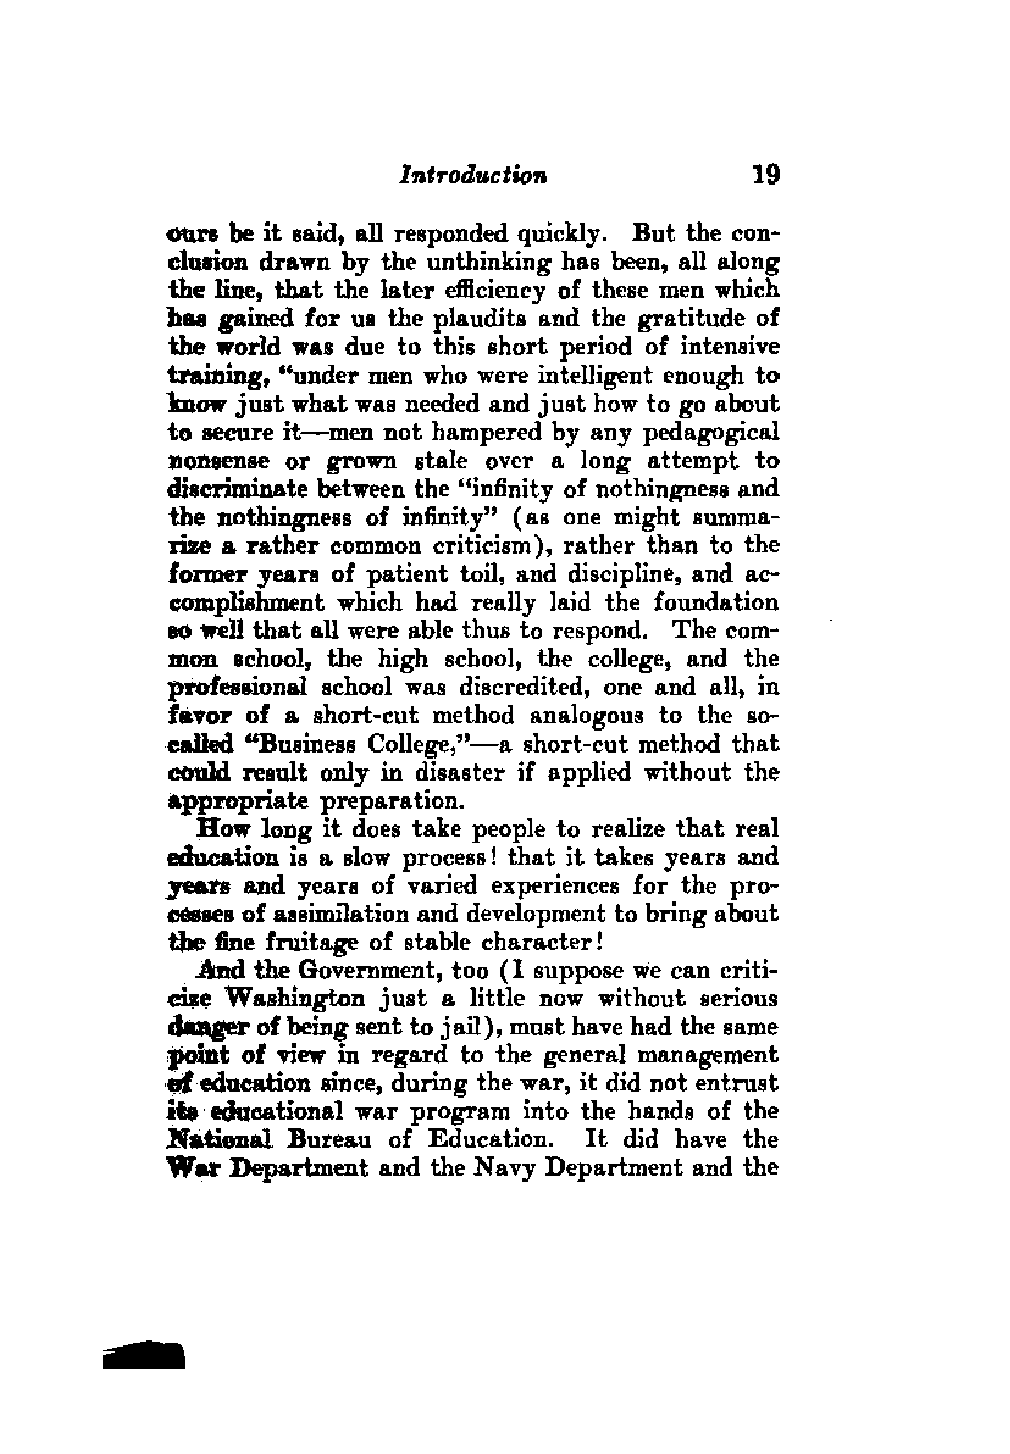 Introduction 19
ours be it said, all responded quickly. But the con-
clusion drawn by the unthinking has been, all along
the line, that the later efficiency of these men which
has gained for us the plaudits and the gratitude of
the world was due to this short period of intensive
training, “under men who were intelligent enough to
know just what was needed and just how to go about
to secure it—men not hampered by any pedagogical
nonsense or grown stale over a long attempt to
discriminate between the “infinity of nothingness and
the nothingness of infinity” (as one might summa-
rize a rather common criticism), rather than to the
former years of patient toil, and discipline, and ac-
complishment which had really laid the foundation
so well that all were able thus to respond. The com-
mon school, the high school, the college, and the
professional school was discredited, one and all, in
favor of a short-cut method analogous to the so-
called “Business College,”—a short-cut method that
could result only in disaster if applied without the
appropriate preparation.
How long it does take people to realize that real
education is a slow process! that it takes years and
years and years of varied experiences for the pro-
cesses of assimilation and development to bring about
the fine fruitage of stable character!
And the Government, too (I suppose we can criti-
cize Washington just a little now without serious
danger of being sent to jail), must have had the same
point of view in regard to the general management
of education since, during the war, it did not entrust
its educational war program into the hands of the
National Bureau of Education. It did have the
War Department and the Navy Department and the